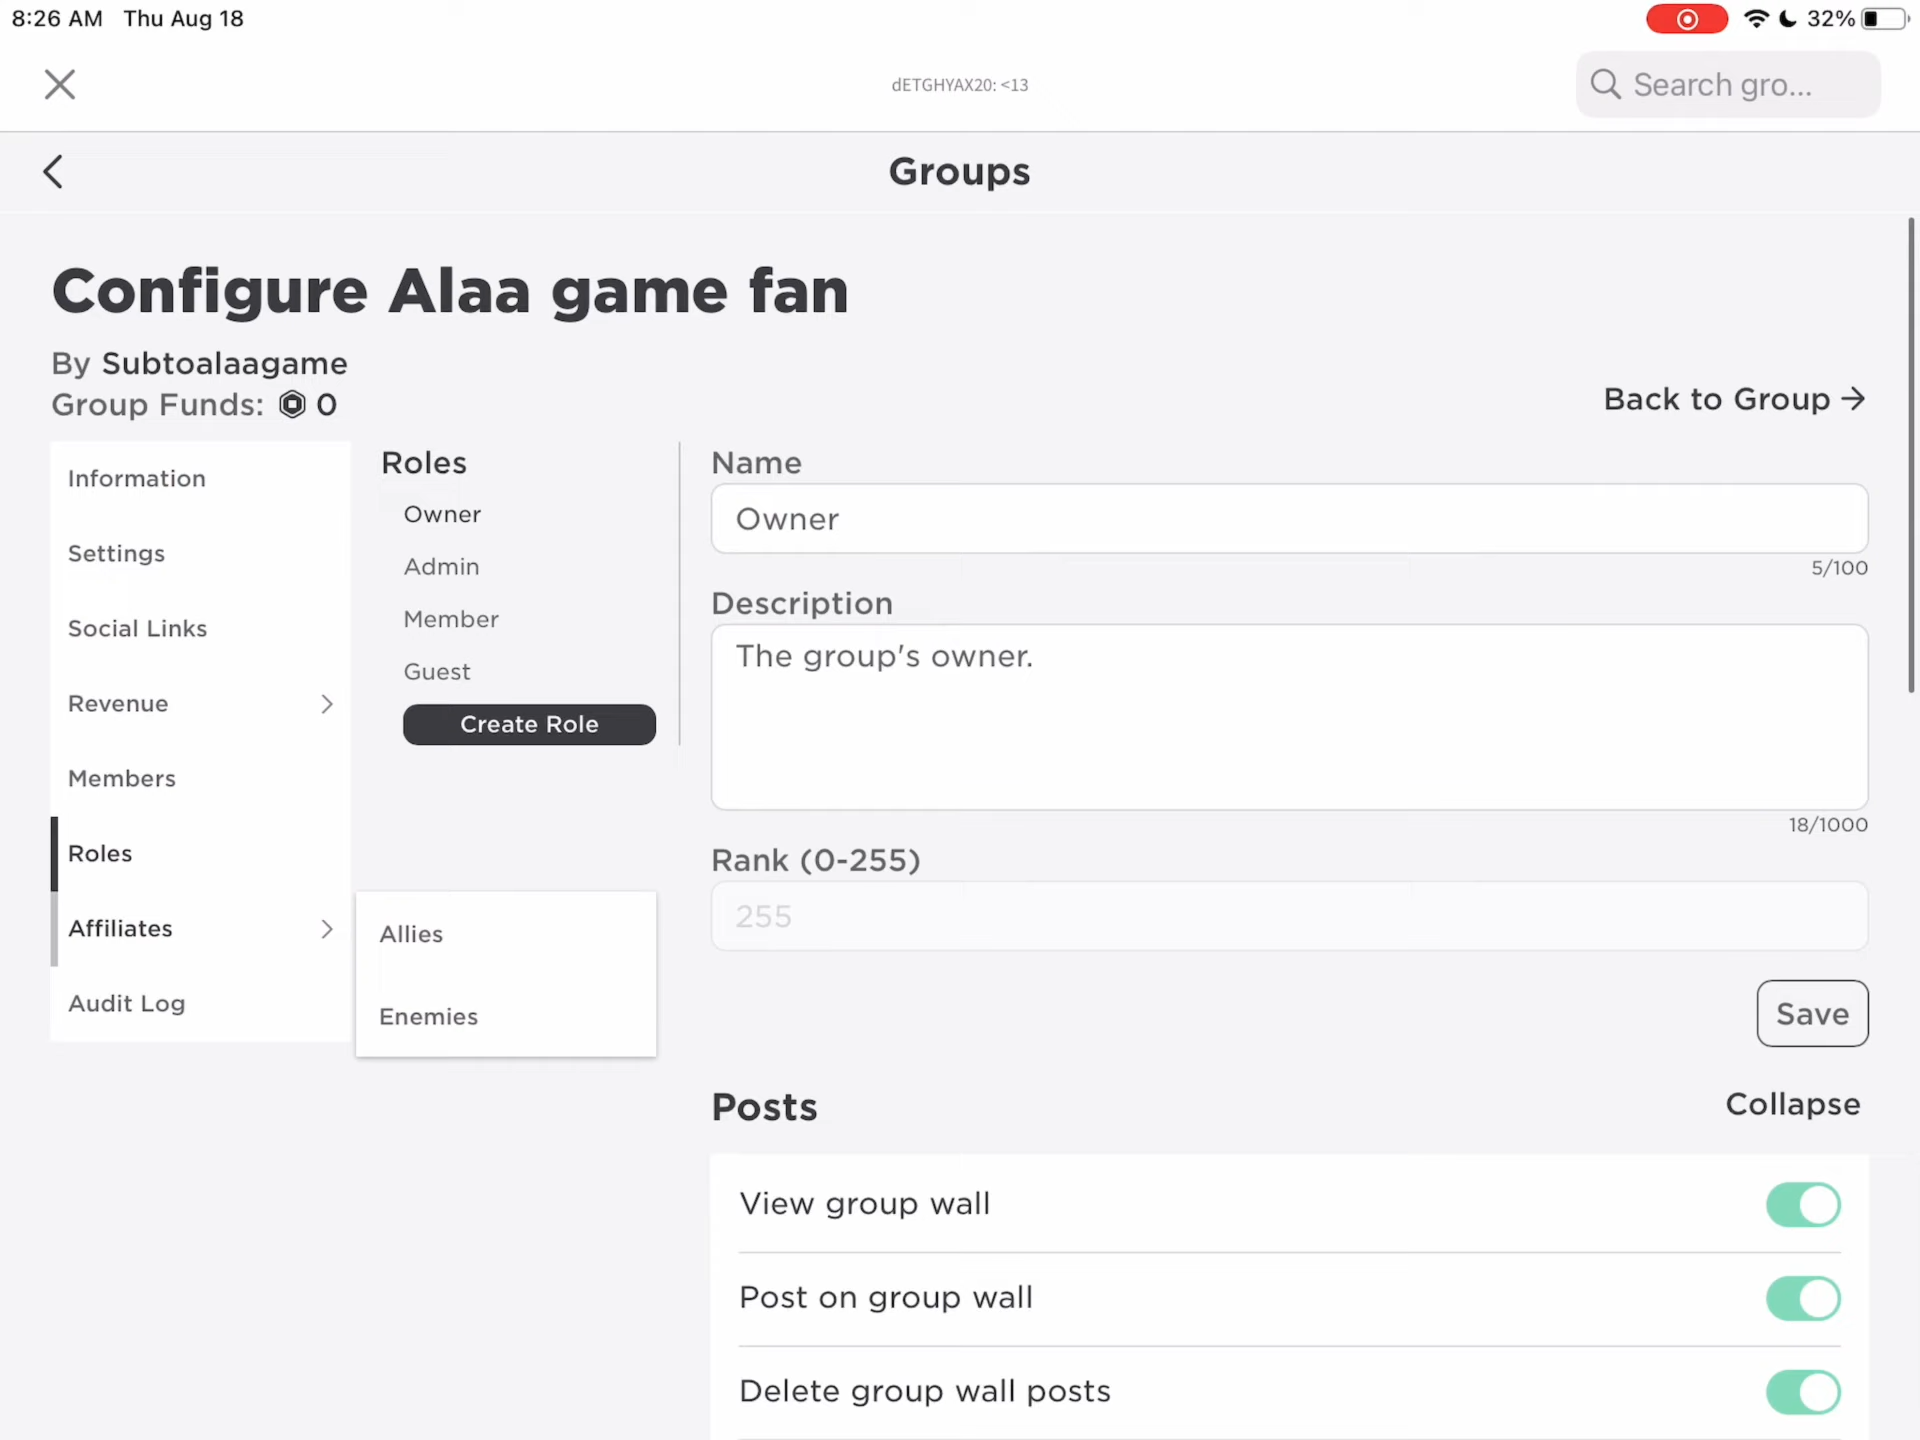 8:26 AM Thu Aug 18
32%
dETGHYAX20: <13
Search gro...
Groups
Configure Alaa game fan
By Subtoalaagame
Group Funds: 0
Back to Group →
Information
Settings
Social Links
Revenue
Members
Roles
Affiliates
Audit Log
Roles
Owner
Admin
Member
Guest
Create Role
Allies
Enemies
Name
Owner
5/100
Description
The group's owner.
18/1000
Rank (0-255)
255
Save
Posts
Collapse
View group wall
Post on group wall
Delete group wall posts